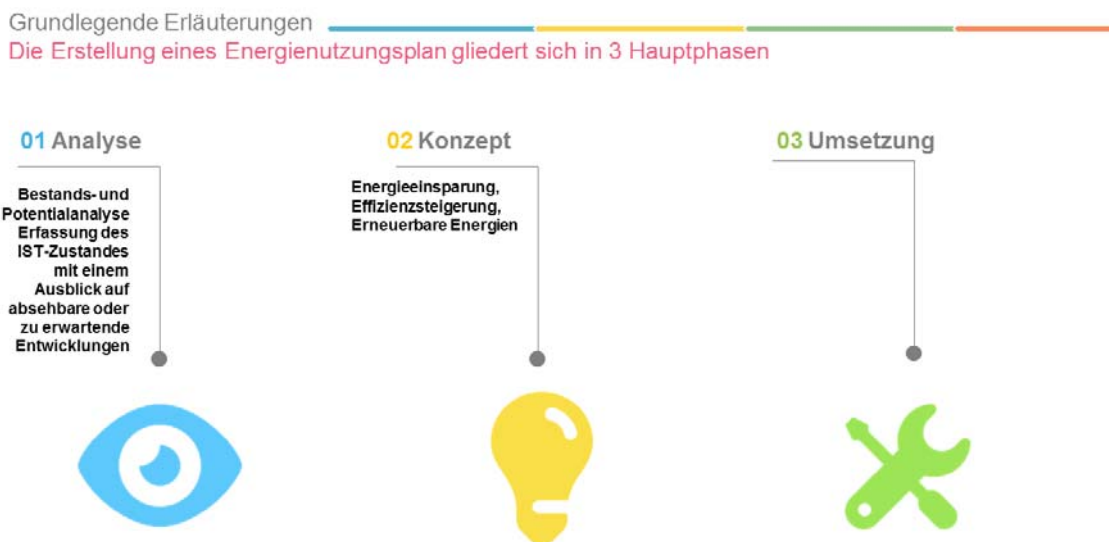 Grundlegende Erläuterungen
Die Erstellung eines Energienutzungsplan gliedert sich in 3 Hauptphasen
01 Analyse
Bestands- und
Potentialanalyse
Erfassung des
IST-Zustandes
mit einem
Ausblick auf
absehbare oder
zu erwartende
Entwicklungen
02 Konzept
Energieeinsparung,
Effizienzsteigerung,
Erneuerbare Energien
03 Umsetzung